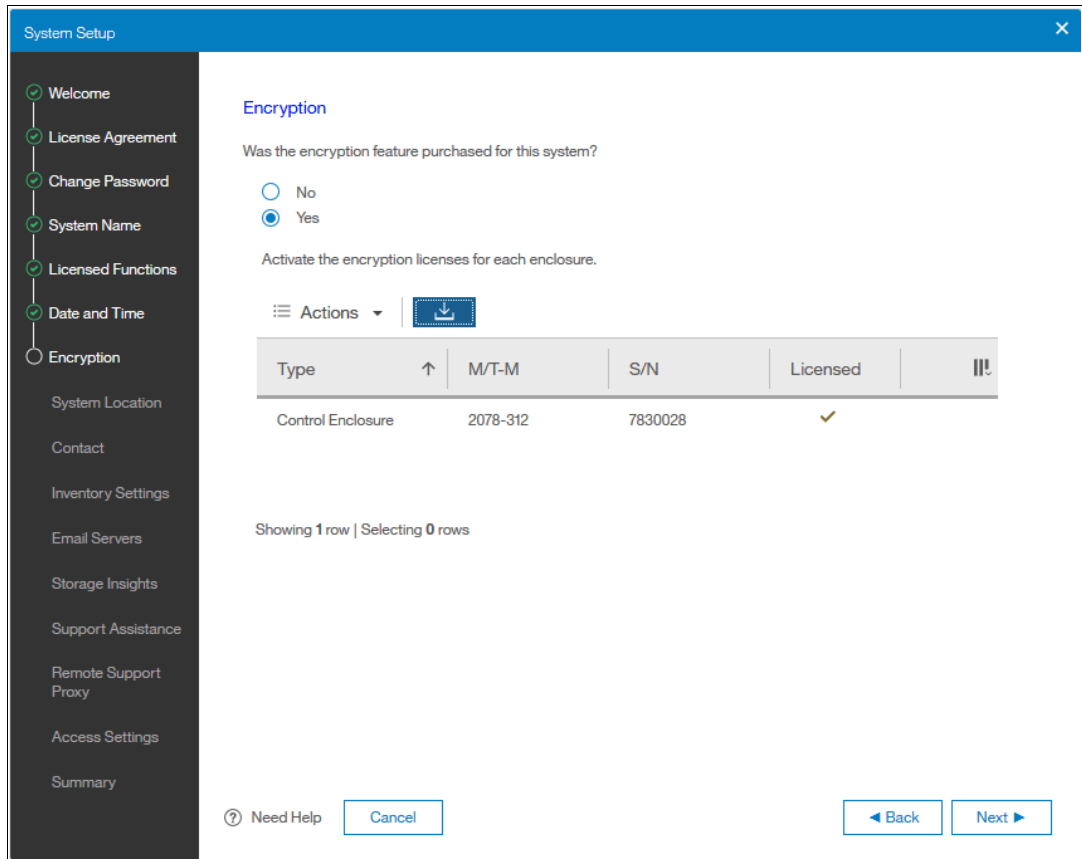 System Setup
Welcome
License Agreement
Change Password
System Name
Licensed Functions
Date and Time
Encryption
System Location
Contact
Inventory Settings
Email Servers
Storage Insights
Support Assistance
Remote Support
Proxy
Access Settings
Summary
Encryption
Was the encryption feature purchased for this system?
No
Yes
Activate the encryption licenses for each enclosure.
Actions
Type M/T-M S/N Licensed
Control Enclosure 2078-312 7830028
Showing 1 row | Selecting 0 rows
Need Help Cancel Back Next